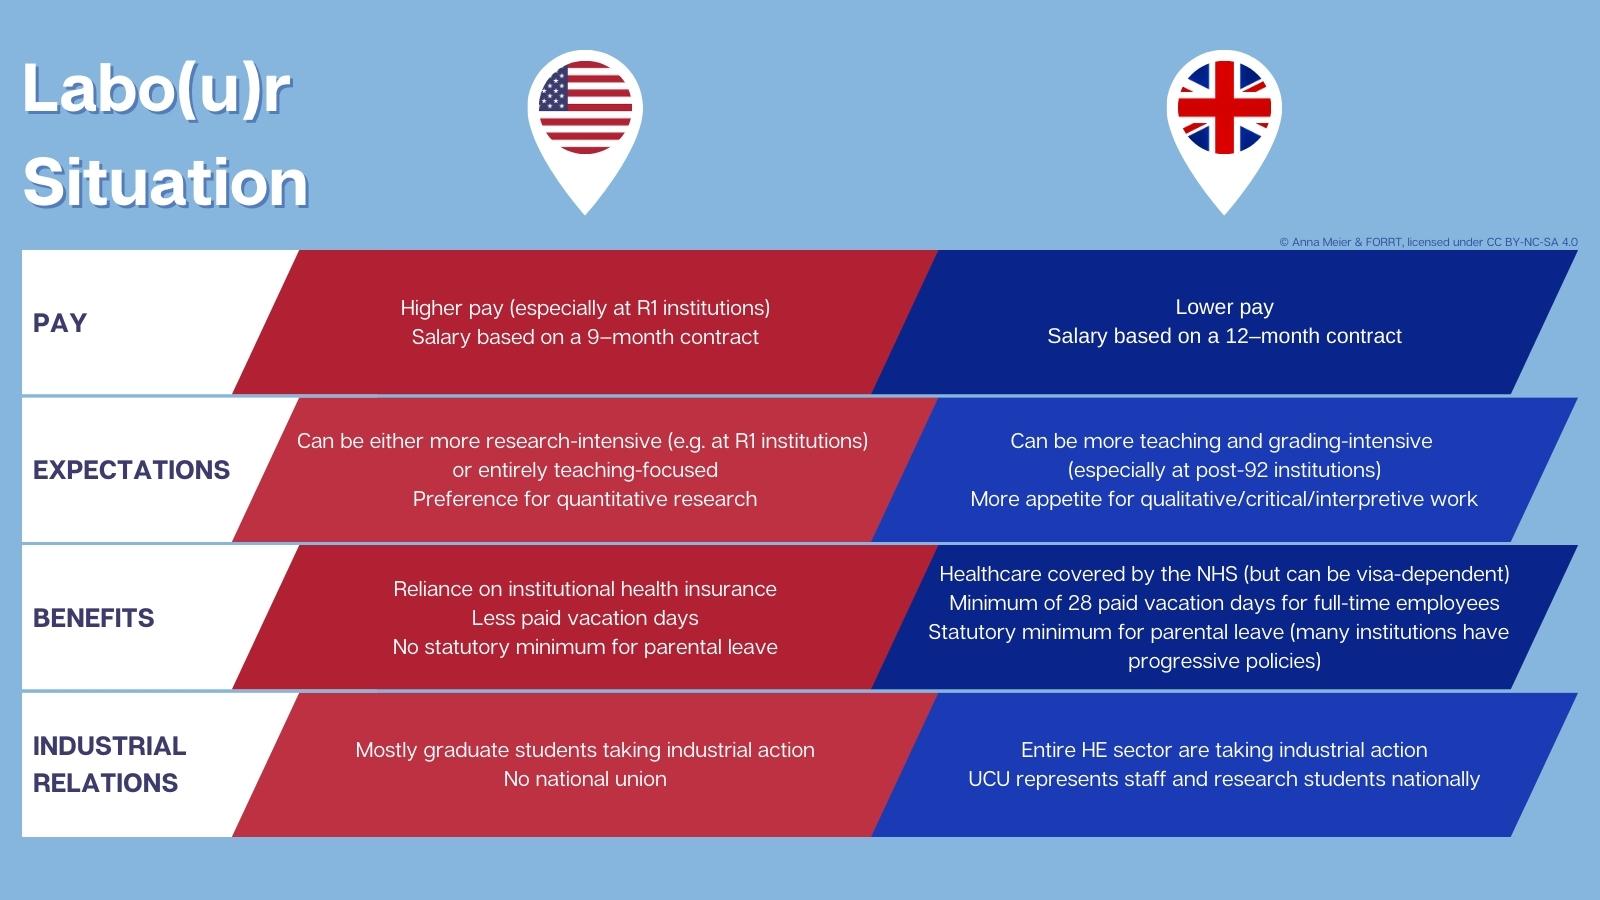 Labo(u)r
Situation
© Anna Meier & FORRT, licensed under CC BY-NC-SA 4.0
PAY
Higher pay (especially at R1 institutions)
Salary based on a 9–month contract
Lower pay
Salary based on a 12–month contract
EXPECTATIONS
Can be either more research-intensive (e.g. at R1 institutions)
or entirely teaching-focused
Preference for quantitative research
Can be more teaching and grading-intensive
(especially at post-92 institutions)
More appetite for qualitative/critical/interpretive work
BENEFITS
Reliance on institutional health insurance
Less paid vacation days
No statutory minimum for parental leave
Healthcare covered by the NHS (but can be visa-dependent)
Minimum of 28 paid vacation days for full-time employees
Statutory minimum for parental leave (many institutions have
progressive policies)
INDUSTRIAL
RELATIONS
Mostly graduate students taking industrial action
No national union
Entire HE sector are taking industrial action
UCU represents staff and research students nationally